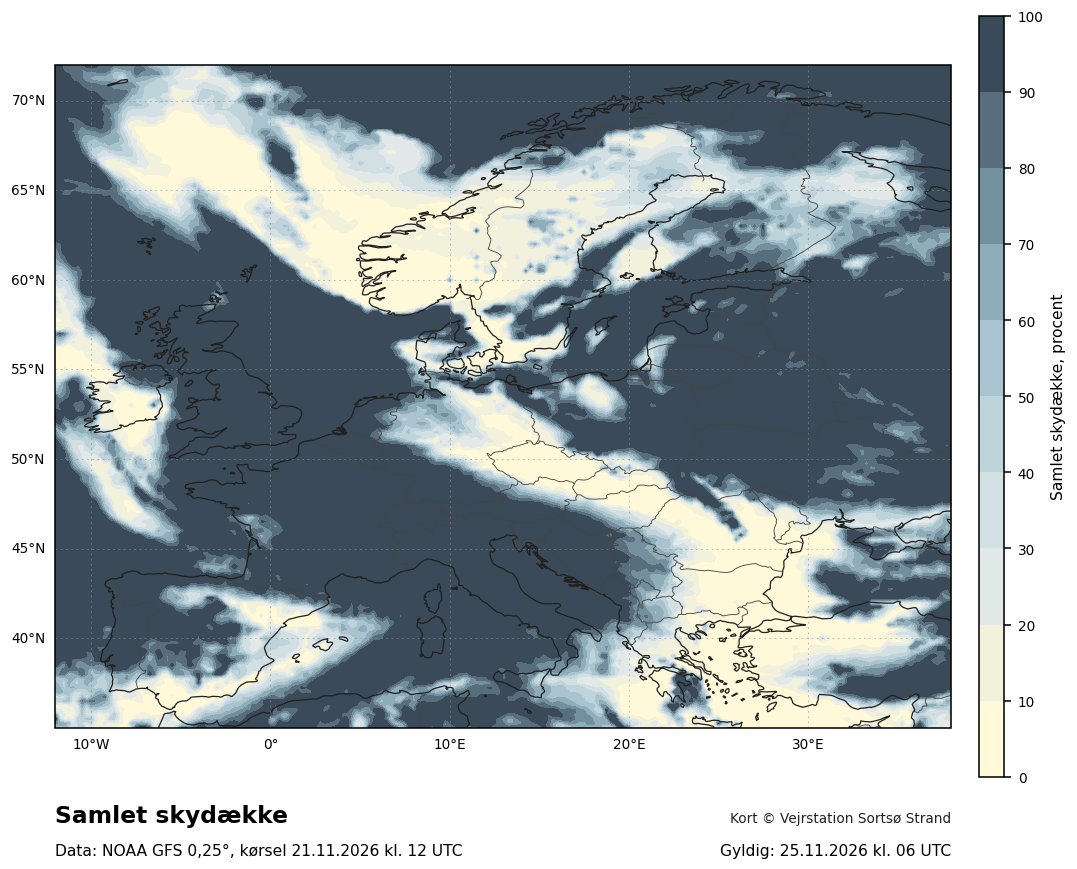 100
90
80
70
60
50
40
30
20
10
0
Samlet skydække, procent
70°N
65°N
60°N
55°N
50°N
45°N
40°N
10°W
0°
10°E
20°E
30°E
Samlet skydække
Kort © Vejrstation Sortsø Strand
Data: NOAA GFS 0,25°, kørsel 21.11.2026 kl. 12 UTC
Gyldig: 25.11.2026 kl. 06 UTC